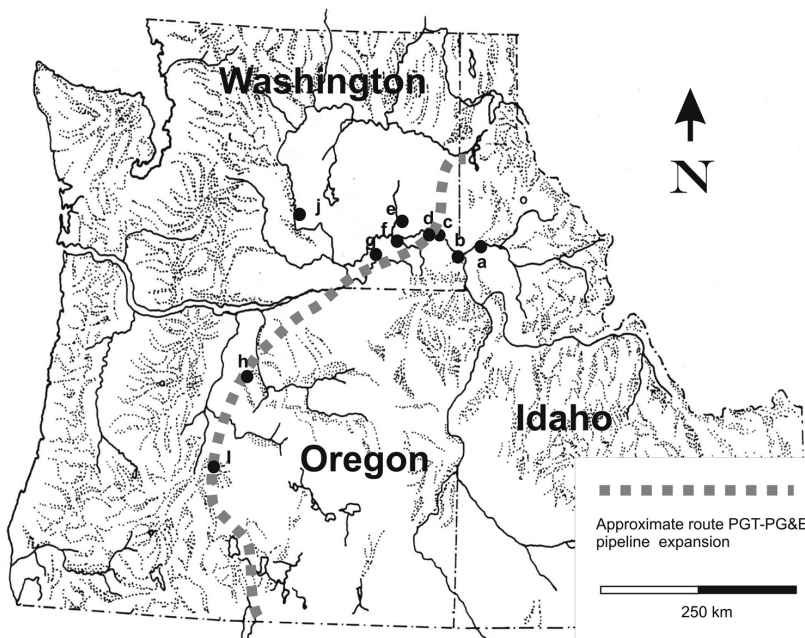 Washington
N
j
e
d
c
f
g
b
a
h
Idaho
Oregon
l
Approximate route PGT-PG&E
pipeline expansion
250 km